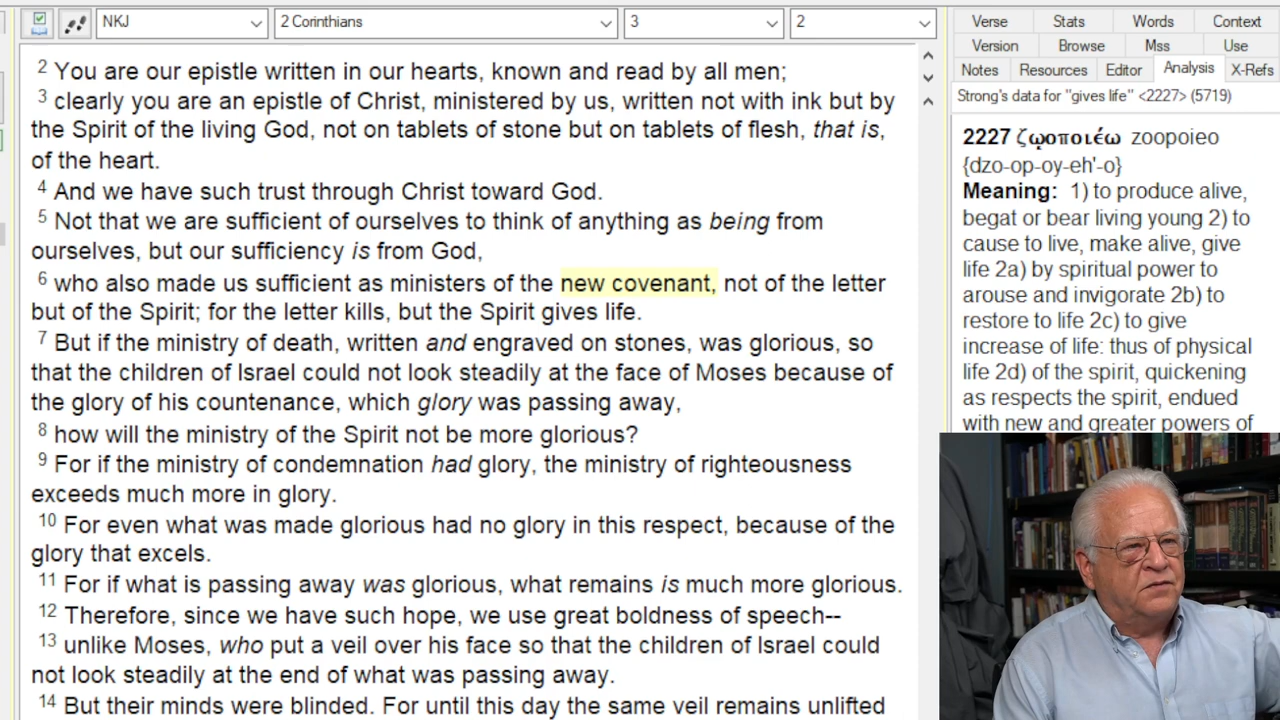 NKJ 2 Corinthians 3 2
Verse Stats Words Context
Version Browse Mss Use
Notes Resources Editor Analysis X-Refs
2 You are our epistle written in our hearts, known and read by all men;
3 clearly you are an epistle of Christ, ministered by us, written not with ink but by
the Spirit of the living God, not on tablets of stone but on tablets of flesh, that is,
of the heart.
4 And we have such trust through Christ toward God.
5 Not that we are sufficient of ourselves to think of anything as being from
ourselves, but our sufficiency is from God,
6 who also made us sufficient as ministers of the new covenant, not of the letter
but of the Spirit; for the letter kills, but the Spirit gives life.
7 But if the ministry of death, written and engraved on stones, was glorious, so
that the children of Israel could not look steadily at the face of Moses because of
the glory of his countenance, which glory was passing away,
8 how will the ministry of the Spirit not be more glorious?
9 For if the ministry of condemnation had glory, the ministry of righteousness
exceeds much more in glory.
10 For even what was made glorious had no glory in this respect, because of the
glory that excels.
11 For if what is passing away was glorious, what remains is much more glorious.
12 Therefore, since we have such hope, we use great boldness of speech--
13 unlike Moses, who put a veil over his face so that the children of Israel could
not look steadily at the end of what was passing away.
14 But their minds were blinded. For until this day the same veil remains unlifted
Strong's data for "gives life" <2227> (5719)
2227 ζῳοποιέω zoopoieo
{dzo-op-oy-eh'-o}
Meaning: 1) to produce alive,
begat or bear living young 2) to
cause to live, make alive, give
life 2a) by spiritual power to
arouse and invigorate 2b) to
restore to life 2c) to give
increase of life: thus of physical
life 2d) of the spirit, quickening
as respects the spirit, endued
with new and greater powers of